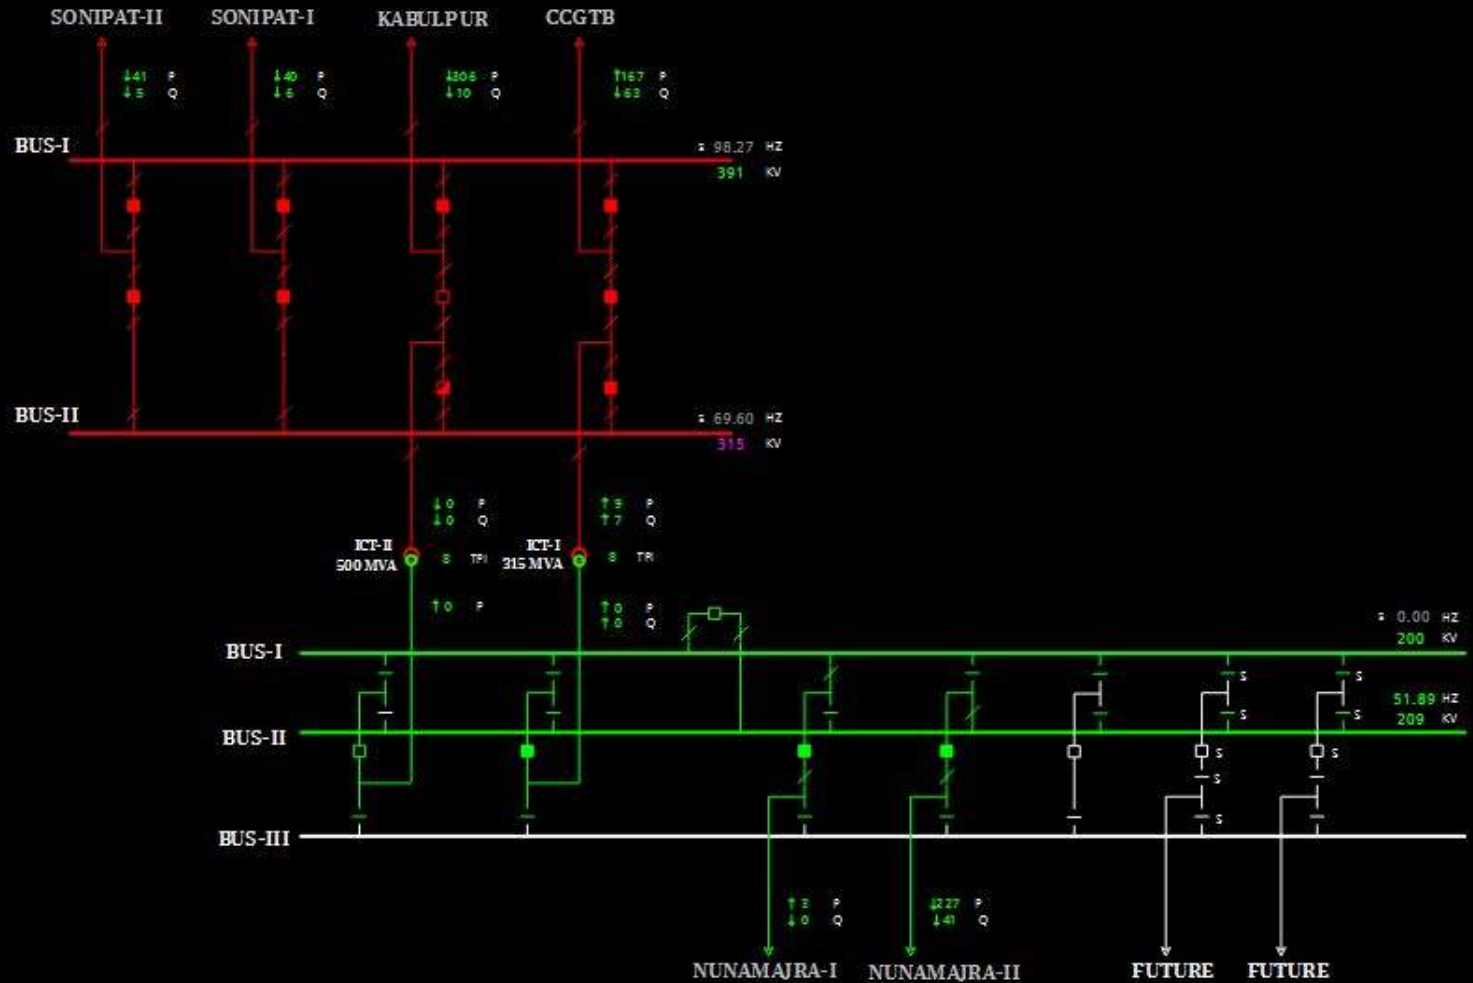 SONIPAT-II SONIPAT-I KABULPUR CCGTB
↓41 P ↓40 P ↓306 P ↑167 P
↓5 Q ↓6 Q ↓10 Q ↓63 Q
BUS-I
s 98.27 HZ
391 KV
BUS-II
s 69.60 HZ
315 KV
↓0 P ↑9 P
↓0 Q ↑7 Q
ICT-II 8 TPI ICT-I 8 TPI
500 MVA 315 MVA
↑0 P ↑0 P
↑0 Q
s 0.00 HZ
200 KV
BUS-I
S S
51.89 HZ
S S
209 KV
BUS-II
S S
S
S
BUS-III
↑3 P ↓227 P
↓0 Q ↓41 Q
NUNAMAJRA-I NUNAMAJRA-II FUTURE FUTURE